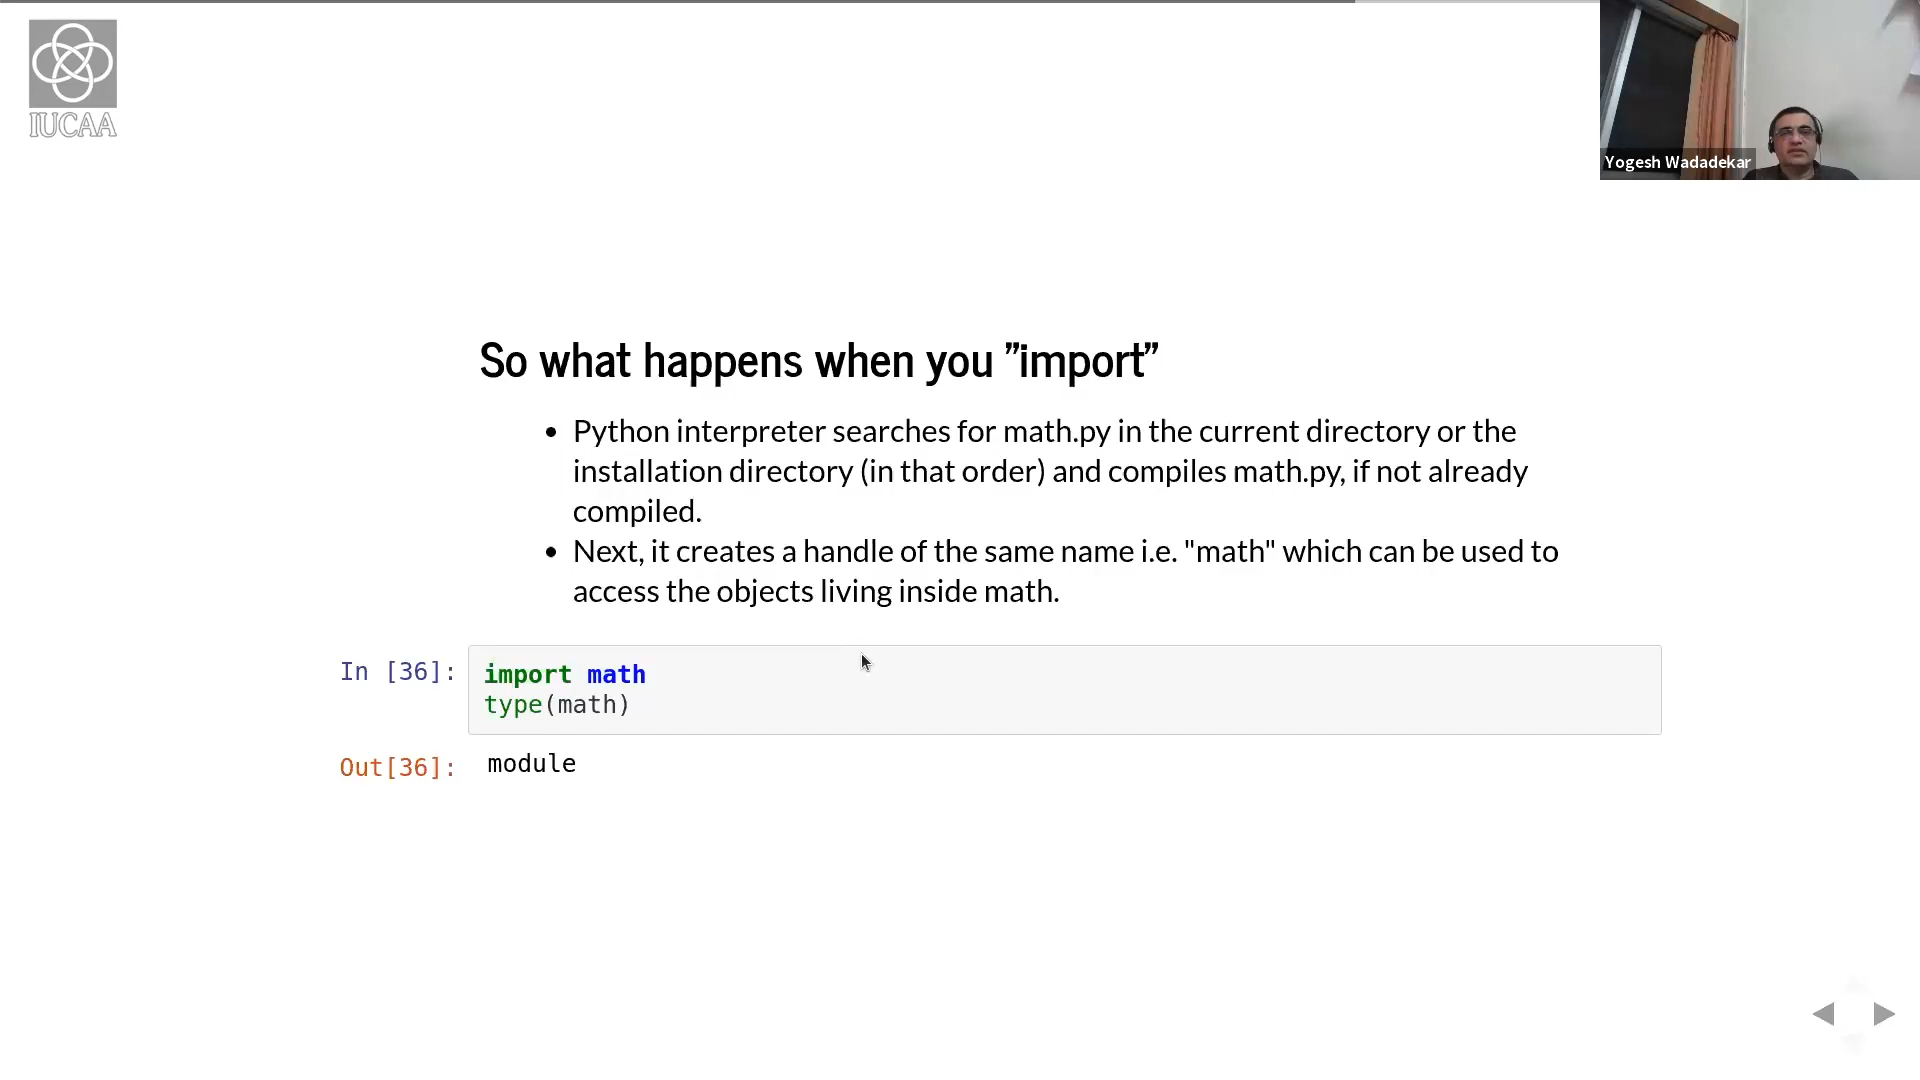 IUCAA
Yogesh Wadadekar
So what happens when you ”import”
• Python interpreter searches for math.py in the current directory or the
installation directory (in that order) and compiles math.py, if not already
compiled.
• Next, it creates a handle of the same name i.e. "math" which can be used to
access the objects living inside math.
In [36]: import math
type(math)
Out[36]: module